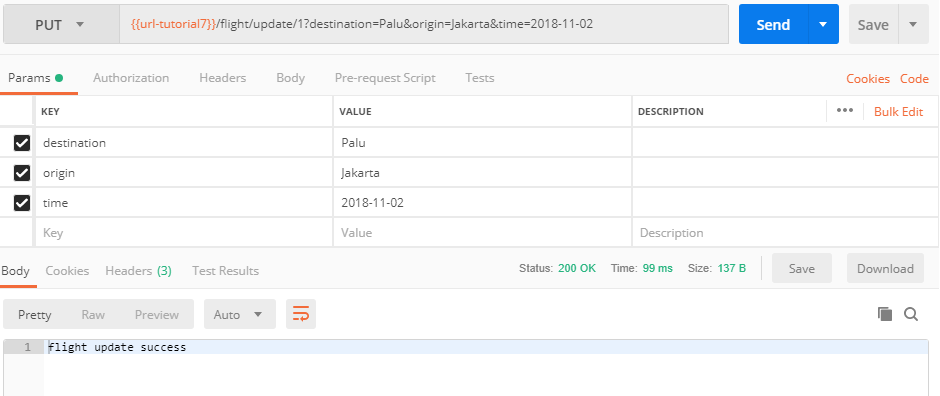 PUT {{url-tutorial7}}/flight/update/1?destination=Palu&origin=Jakarta&time=2018-11-02 Send Save
Params Authorization Headers Body Pre-request Script Tests Cookies Code
KEY VALUE DESCRIPTION ••• Bulk Edit
destination Palu
origin Jakarta
time 2018-11-02
Key Value Description
Body Cookies Headers (3) Test Results Status: 200 OK Time: 99 ms Size: 137 B Save Download
Pretty Raw Preview Auto
1 flight update success